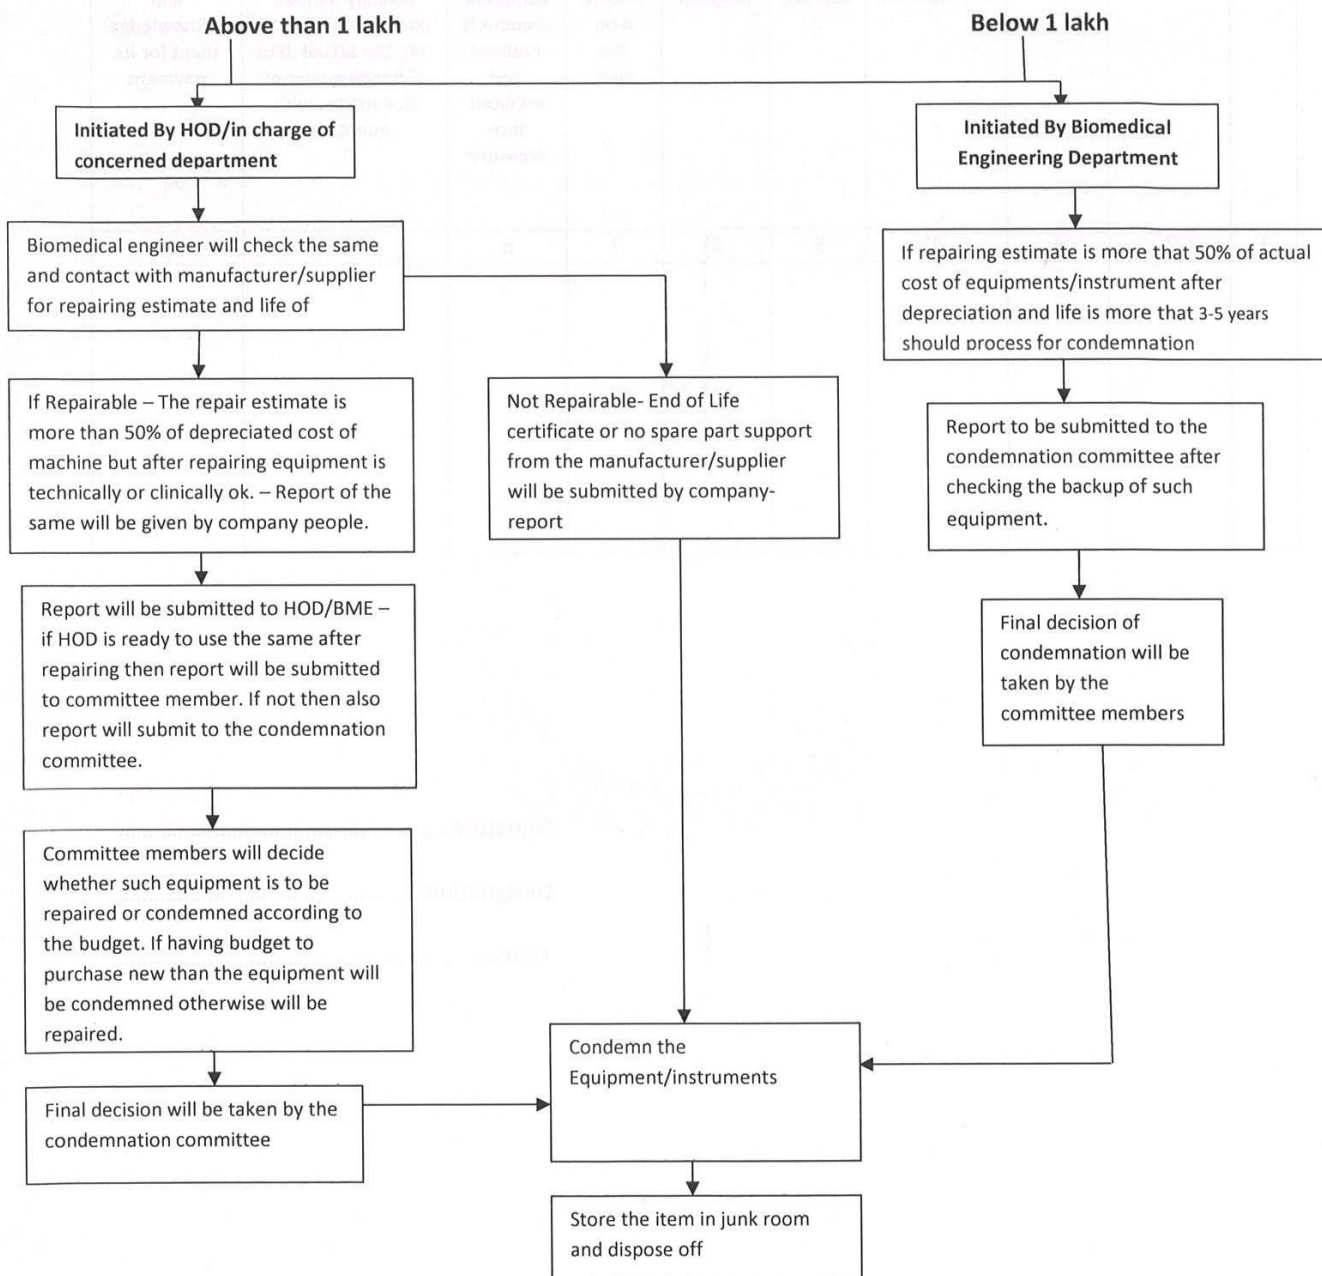 Above than 1 lakh
Below 1 lakh
Initiated By HOD/in charge of
concerned department
Initiated By Biomedical
Engineering Department
Biomedical engineer will check the same
and contact with manufacturer/supplier
for repairing estimate and life of
If repairing estimate is more that 50% of actual
cost of equipments/instrument after
depreciation and life is more that 3-5 years
should process for condemnation
If Repairable – The repair estimate is
more than 50% of depreciated cost of
machine but after repairing equipment is
technically or clinically ok. – Report of the
same will be given by company people.
Not Repairable- End of Life
certificate or no spare part support
from the manufacturer/supplier
will be submitted by company-
report
Report to be submitted to the
condemnation committee after
checking the backup of such
equipment.
Report will be submitted to HOD/BME –
if HOD is ready to use the same after
repairing then report will be submitted
to committee member. If not then also
report will submit to the condemnation
committee.
Final decision of
condemnation will be
taken by the
committee members
Committee members will decide
whether such equipment is to be
repaired or condemned according to
the budget. If having budget to
purchase new than the equipment will
be condemned otherwise will be
repaired.
Condemn the
Equipment/instruments
Final decision will be taken by the
condemnation committee
Store the item in junk room
and dispose off